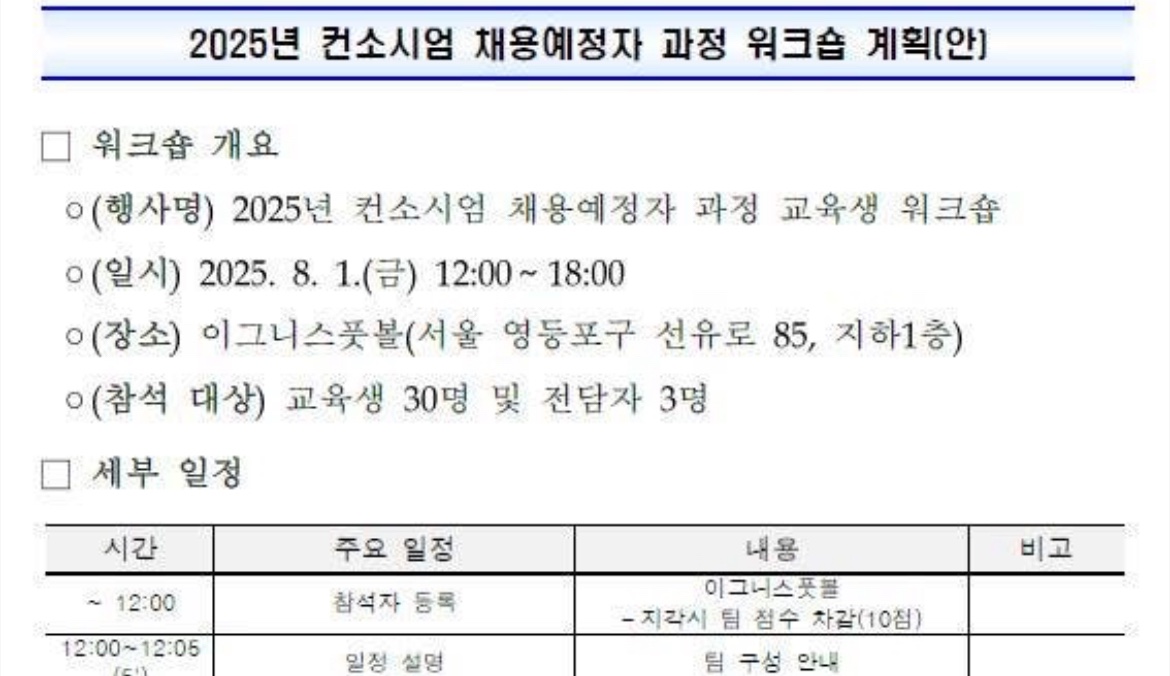 2025년 컨소시엄 채용예정자 과정 워크숍 계획(안)
□ 워크숍 개요
○(행사명) 2025년 컨소시엄 채용예정자 과정 교육생 워크숍
○(일시) 2025. 8. 1.(금) 12:00 ~ 18:00
○(장소) 이그니스풋볼(서울 영등포구 선유로 85, 지하1층)
○(참석 대상) 교육생 30명 및 전담자 3명
□ 세부 일정
시간 주요 일정 내용 비고
~ 12:00 참석자 등록 이그니스풋볼
– 지각시 팀 점수 차감(10점)
12:00~12:05 일정 설명 팀 구성 안내